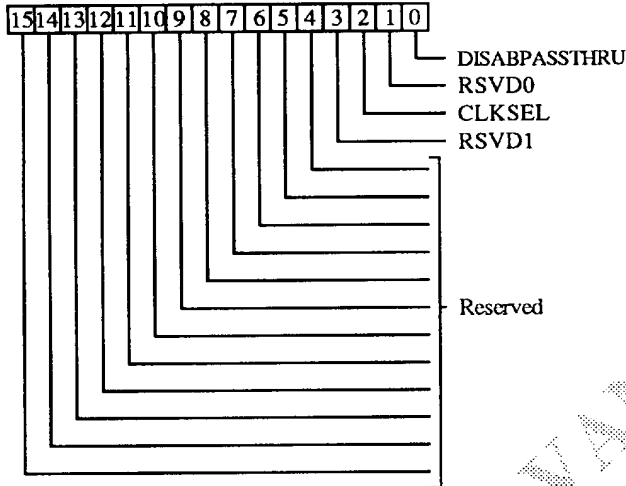 15 14 13 12 11 10 9 8 7 6 5 4 3 2 1 0
DISABPASSTHRU
RSVD0
CLKSEL
RSVD1
Reserved